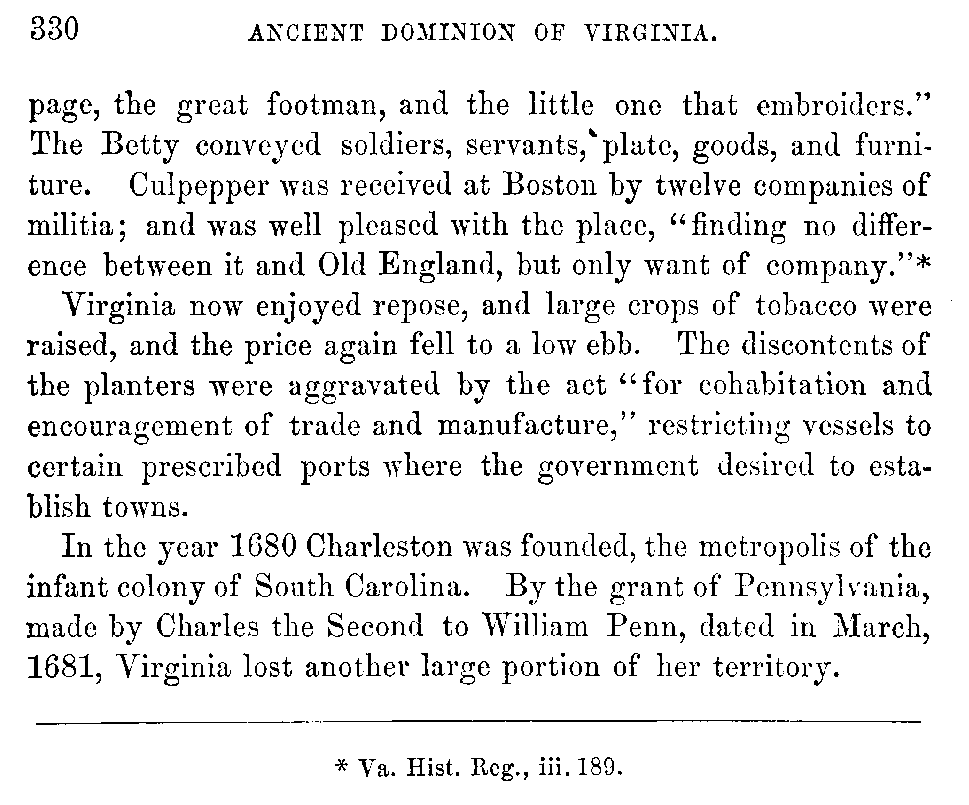 330 ANCIENT DOMINION OF VIRGINIA.
page, the great footman, and the little one that embroiders."
The Betty conveyed soldiers, servants, plate, goods, and furni-
ture. Culpepper was received at Boston by twelve companies of
militia; and was well pleased with the place, "finding no differ-
ence between it and Old England, but only want of company."*
Virginia now enjoyed repose, and large crops of tobacco were
raised, and the price again fell to a low ebb. The discontents of
the planters were aggravated by the act "for cohabitation and
encouragement of trade and manufacture," restricting vessels to
certain prescribed ports where the government desired to esta-
blish towns.
In the year 1680 Charleston was founded, the metropolis of the
infant colony of South Carolina. By the grant of Pennsylvania,
made by Charles the Second to William Penn, dated in March,
1681, Virginia lost another large portion of her territory.
* Va. Hist. Reg., iii. 189.